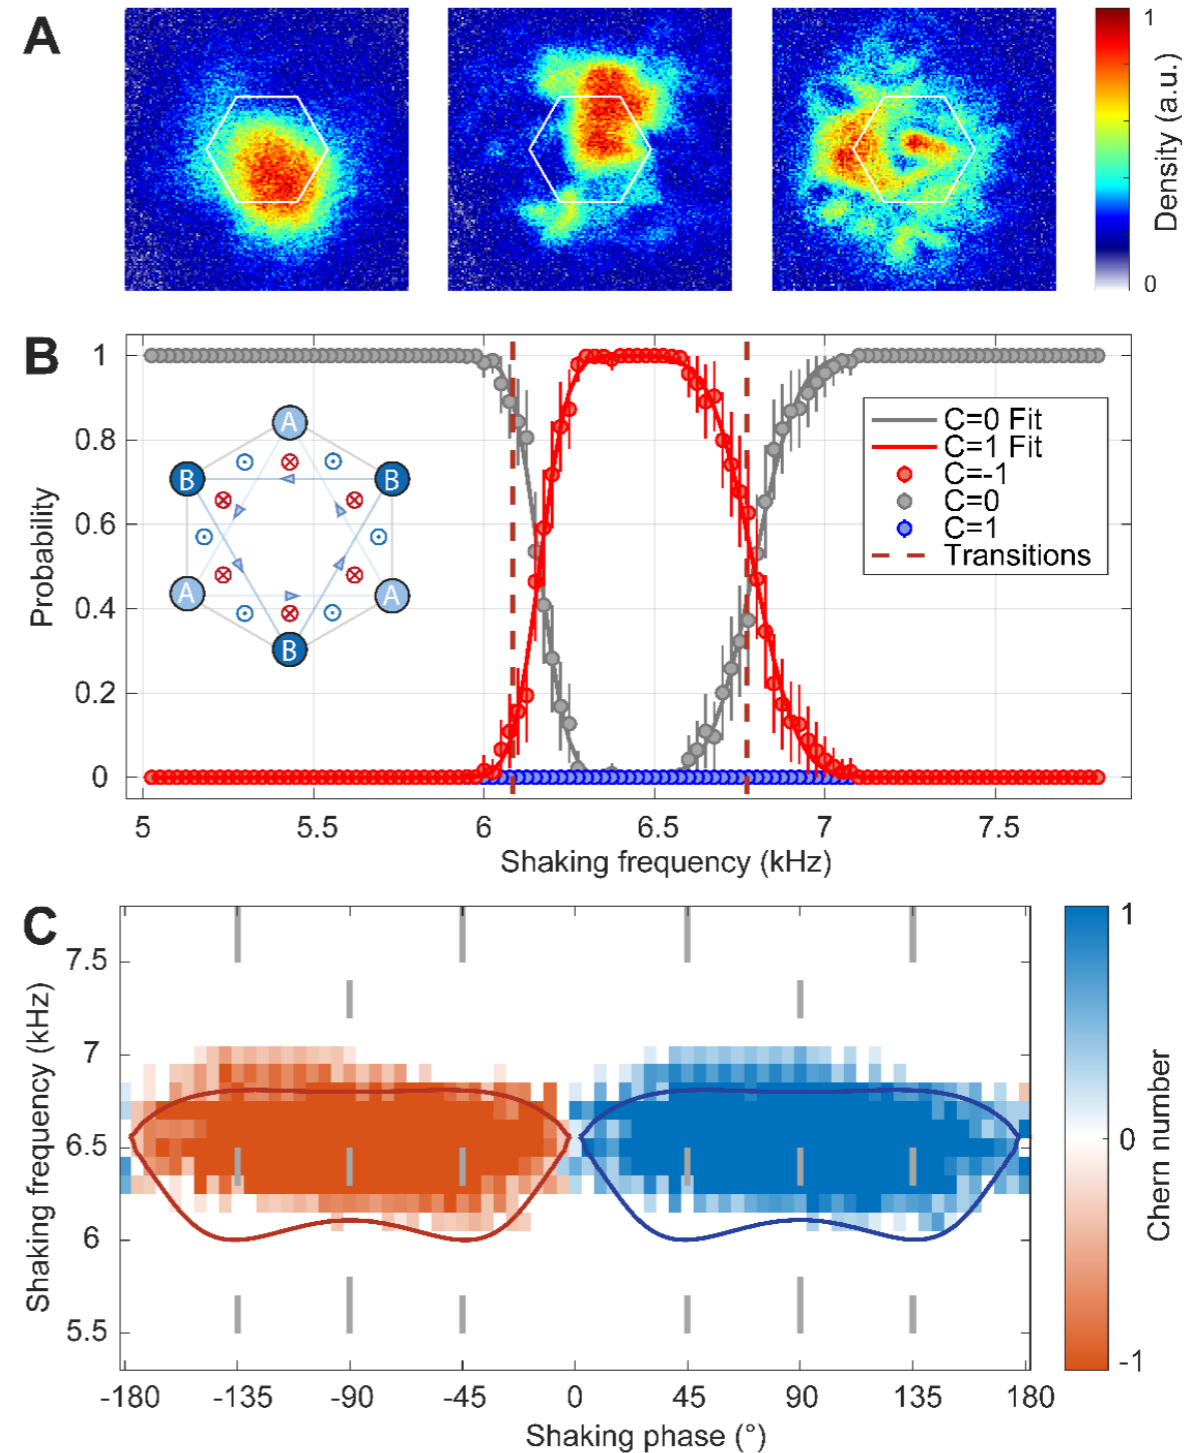 A
1
0
Density (a.u.)
B
1
0.8
0.6
0.4
0.2
0
Probability
A
B
B
A
A
B
C=0 Fit
C=1 Fit
C=-1
C=0
C=1
Transitions
5
5.5
6
6.5
7
7.5
Shaking frequency (kHz)
C
7.5
7
6.5
6
5.5
Shaking frequency (kHz)
-180
-135
-90
-45
0
45
90
135
180
Shaking phase (°)
1
0
-1
Chern number